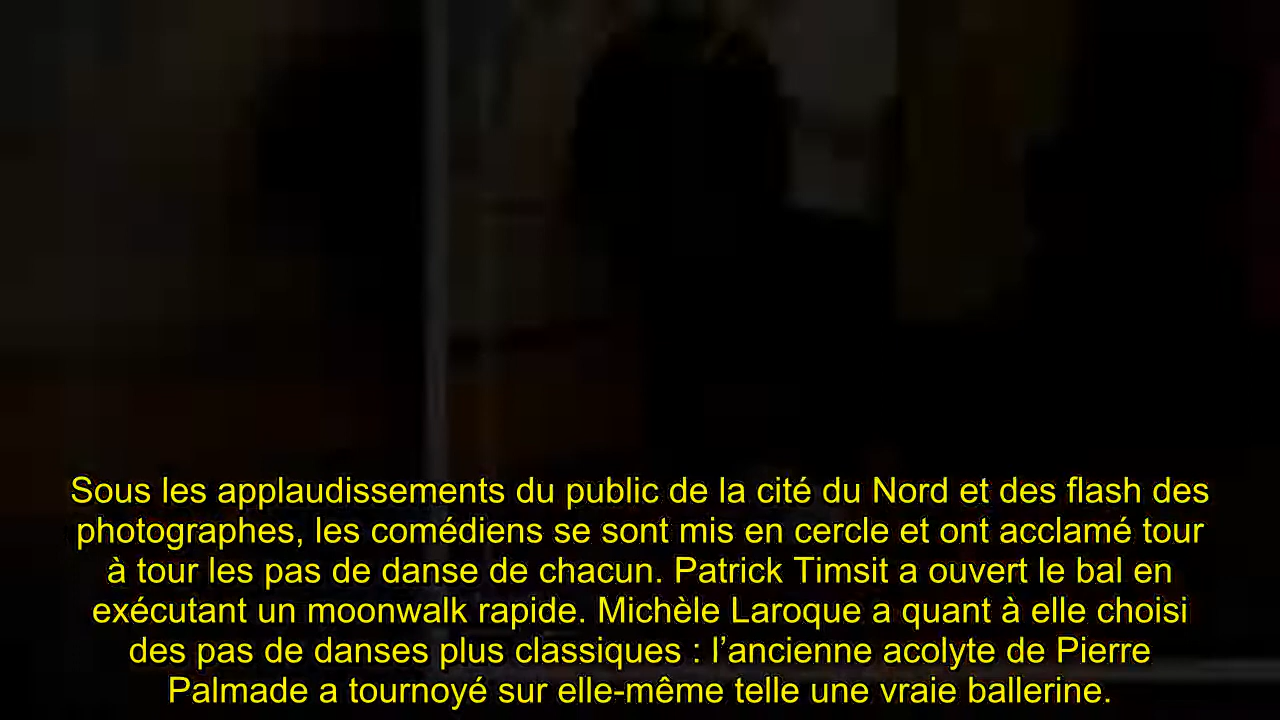 Sous les applaudissements du public de la cité du Nord et des flash des
photographes, les comédiens se sont mis en cercle et ont acclamé tour
à tour les pas de danse de chacun. Patrick Timsit a ouvert le bal en
exécutant un moonwalk rapide. Michèle Laroque a quant à elle choisi
des pas de danses plus classiques : l’ancienne acolyte de Pierre
Palmade a tournoyé sur elle-même telle une vraie ballerine.